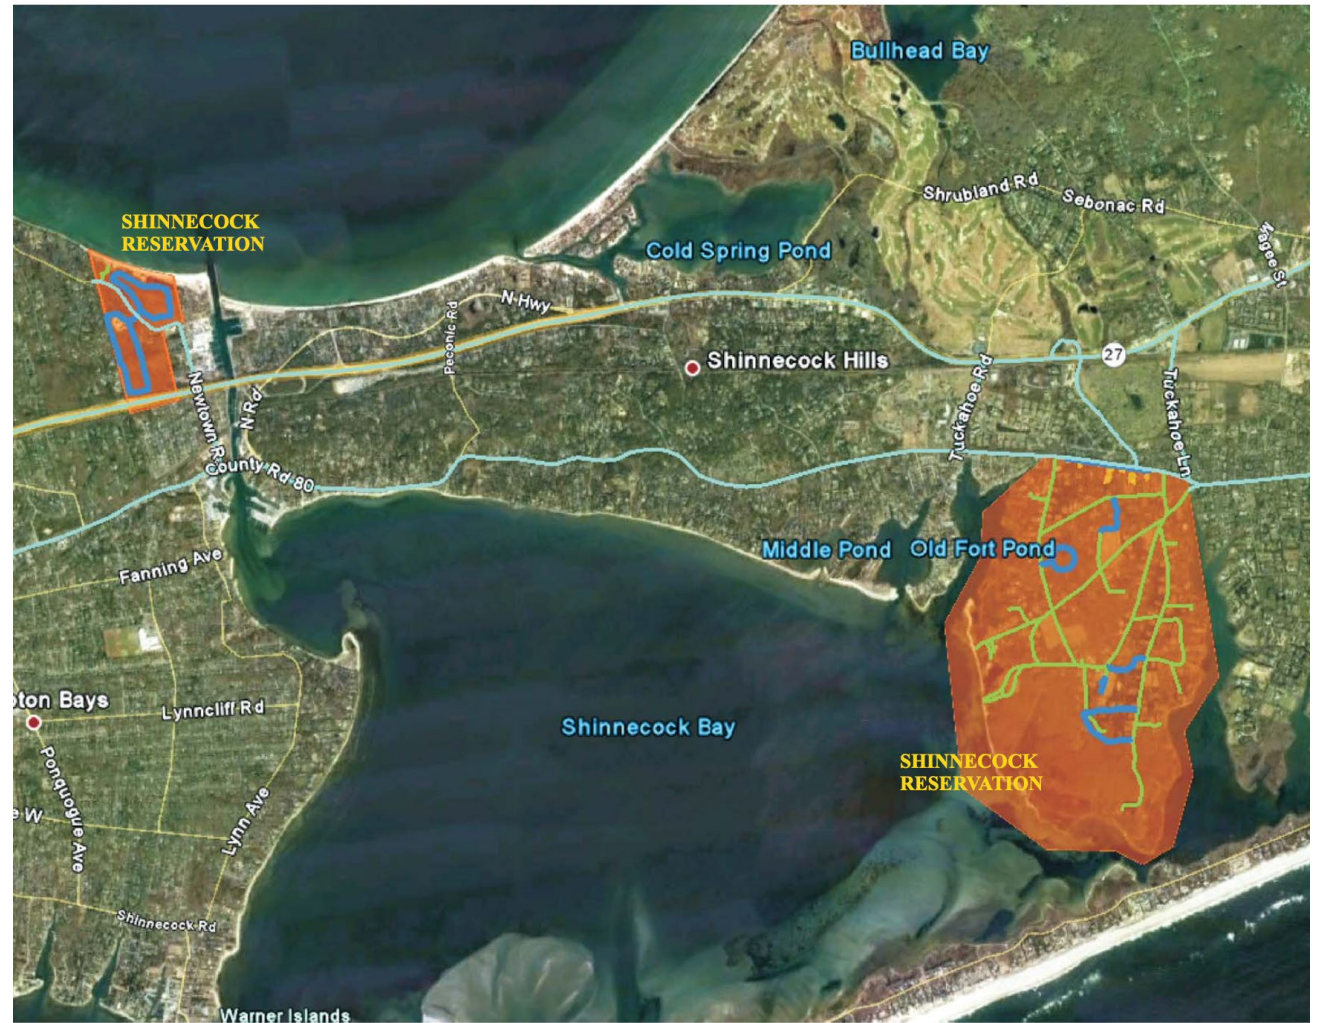 Bullhead Bay
Shrubland Rd
Sebonac Rd
SHINNECOCK
RESERVATION
Magee St
Cold Spring Pond
N Hwy
Peconic Rd
27
Shinnecock Hills
Newtown R
N Rd
Tuckahoe Rd
Tuckahoe Ln
County Rd 80
Middle Pond
Old Fort Pond
Fanning Ave
ton Bays
Lynncliff Rd
Shinnecock Bay
Ponquogue Ave
SHINNECOCK
RESERVATION
Lynn Ave
e W
Shinnecock Rd
Warner Islands